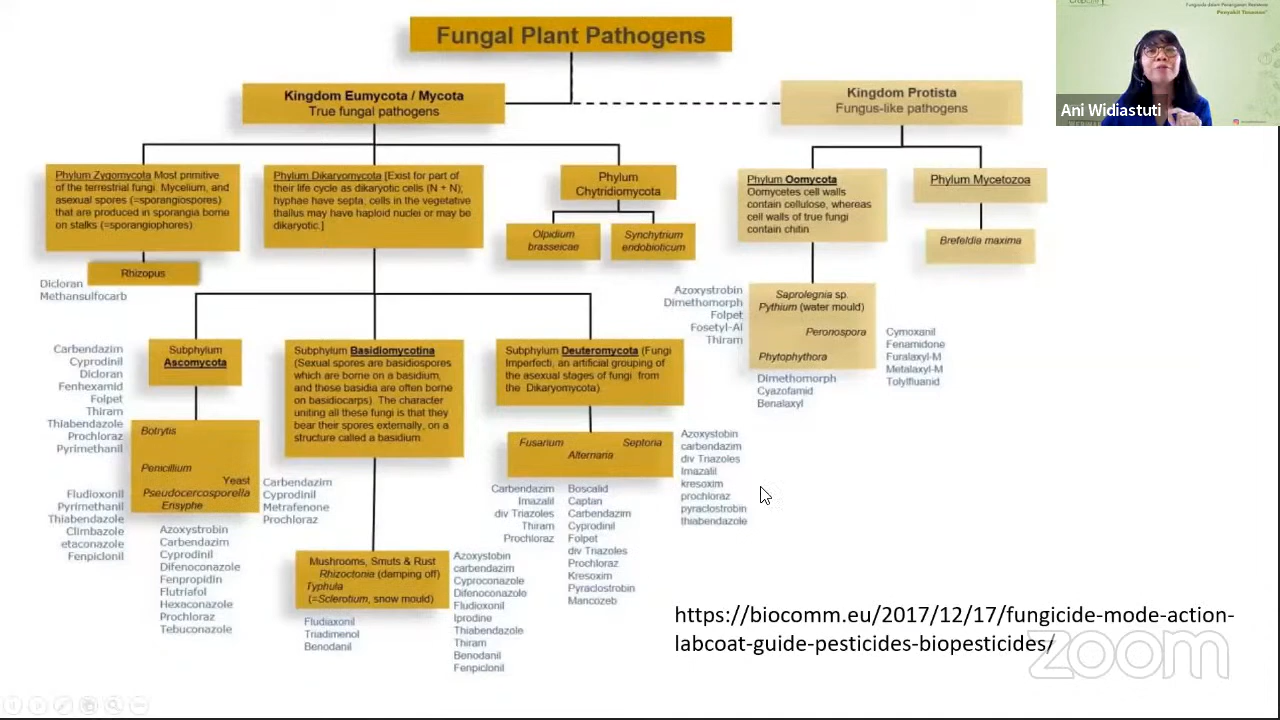 Fungal Plant Pathogens
Kingdom Eumycota / Mycota
True fungal pathogens
Kingdom Protista
Fungus-like pathogens
Penyakit Tanaman"
Ani Widiastuti
Phylum Zygomycota Most primitive
of the terrestrial fungi. Mycelium, and
asexual spores (=sporangiospores)
that are produced in sporangia borne
on stalks (=sporangiophores)
Phylum Dikaryomycota [Exist for part of
their life cycle as dikaryotic cells (N + N);
hyphae have septa; cells in the vegetative
thallus may have haploid nuclei or may be
dikaryotic.]
Phylum
Chytridiomycota
Phylum Oomycota
Oomycetes cell walls
contain cellulose, whereas
cell walls of true fungi
contain chitin
Phylum Mycetozoa
Olpidium
brasseicae
Synchytrium
endobioticum
Brefeldia maxima
Rhizopus
Dicloran
Methansulfocarb
Azoxystrobin
Dimethomorph
Folpet
Fosetyl-Al
Thiram
Saprolegnia sp.
Pythium (water mould)
Peronospora
Phytophthora
Cymoxanil
Fenamidone
Furalaxyl-M
Metalaxyl-M
Tolylfluanid
Dimethomorph
Cyazofamid
Benalaxyl
Carbendazim
Cyprodinil
Dicloran
Fenhexamid
Folpet
Thiram
Thiabendazole
Prochloraz
Pyrimethanil
Subphylum
Ascomycota
Subphylum Basidiomycotina
(Sexual spores are basidiospores
which are borne on a basidium,
and these basidia are often borne
on basidiocarps). The character
uniting all these fungi is that they
bear their spores externally, on a
structure called a basidium.
Subphylum Deuteromycota (Fungi
Imperfecti, an artificial grouping of
the asexual stages of fungi from
the Dikaryomycota).
Botrytis
Penicillium
Yeast
Pseudocercosporella
Ensyphe
Fludioxonil
Pyrimethanil
Thiabendazole
Climbazole
etaconazole
Fenpiclonil
Carbendazim
Cyprodinil
Metrafenone
Prochloraz
Azoxystrobin
Carbendazim
Cyprodinil
Difenoconazole
Fenpropidin
Flutriafol
Hexaconazole
Prochloraz
Tebuconazole
Fusarium Septoria
Alternaria
Azoxystobin
carbendazim
div Triazoles
Imazalil
kresoxim
prochloraz
pyraclostrobin
thiabendazole
Carbendazim
Imazalil
div Triazoles
Thiram
Prochloraz
Boscalid
Captan
Carbendazim
Cyprodinil
Folpet
div Triazoles
Prochloraz
Kresoxim
Pyraclostrobin
Mancozeb
Mushrooms, Smuts & Rust
Rhizoctonia (damping off)
Typhula
(=Sclerotium, snow mould)
Fludiaxonil
Triadimenol
Benodanil
Azoxystobin
carbendazim
Cyproconazole
Difenoconazole
Fludioxonil
Iprodine
Thiabendazole
Thiram
Benodanil
Fenpiclonil
https://biocomm.eu/2017/12/17/fungicide-mode-action-
labcoat-guide-pesticides-biopesticides/
zoom